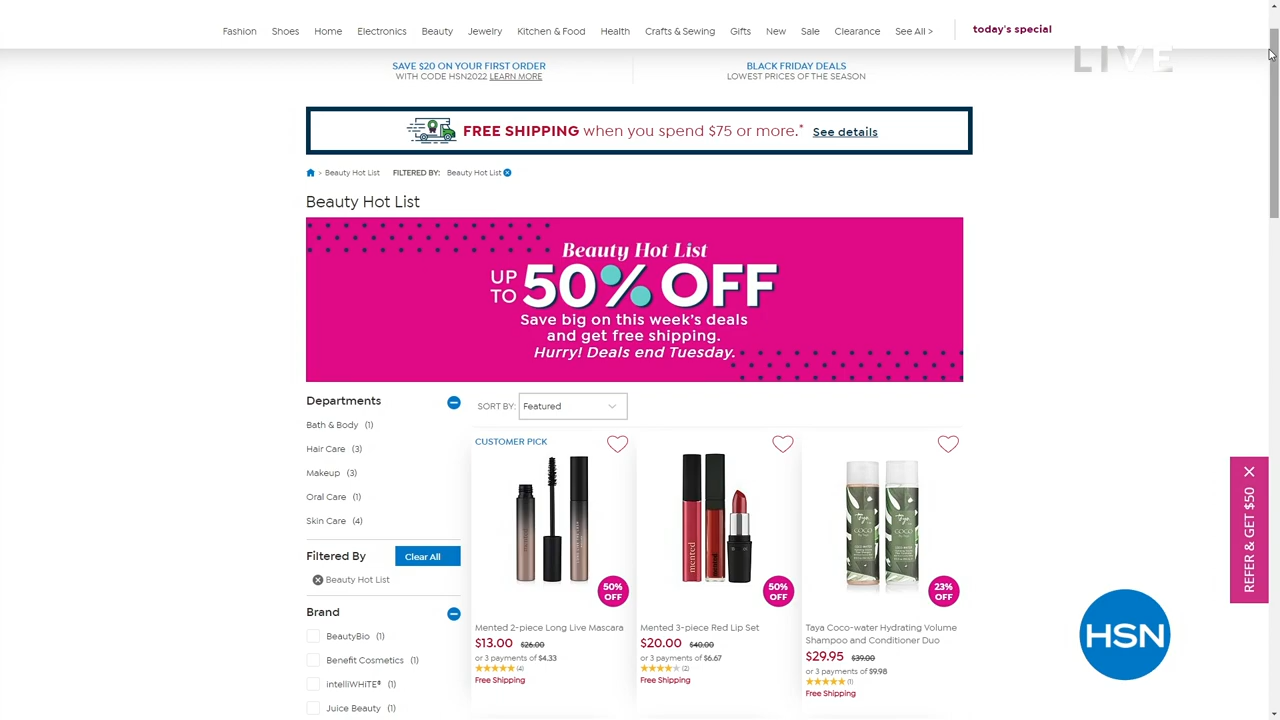 Fashion Shoes Home Electronics Beauty Jewelry Kitchen & Food Health Crafts & Sewing Gifts New Sale Clearance See All > today's special
LIVE
SAVE $20 ON YOUR FIRST ORDER
WITH CODE HSN2022 LEARN MORE
BLACK FRIDAY DEALS
LOWEST PRICES OF THE SEASON
FREE SHIPPING when you spend $75 or more.* See details
> Beauty Hot List FILTERED BY: Beauty Hot List
Beauty Hot List
Beauty Hot List
UP TO 50% OFF
Save big on this week's deals
and get free shipping.
Hurry! Deals end Tuesday.
Departments
Bath & Body (1)
Hair Care (3)
Makeup (3)
Oral Care (1)
Skin Care (4)
Filtered By Clear All
Beauty Hot List
Brand
BeautyBio (1)
Benefit Cosmetics (1)
intelliWHiTE® (1)
Juice Beauty (1)
SORT BY: Featured
CUSTOMER PICK
50% OFF
Mented 2-piece Long Live Mascara
$13.00 $26.00
or 3 payments of $4.33
(4)
Free Shipping
mented
50% OFF
Mented 3-piece Red Lip Set
$20.00 $40.00
or 3 payments of $6.67
(2)
Free Shipping
Taya
COCO
23% OFF
Taya Coco-water Hydrating Volume
Shampoo and Conditioner Duo
$29.95 $39.00
or 3 payments of $9.98
(1)
Free Shipping
REFER & GET $50
HSN